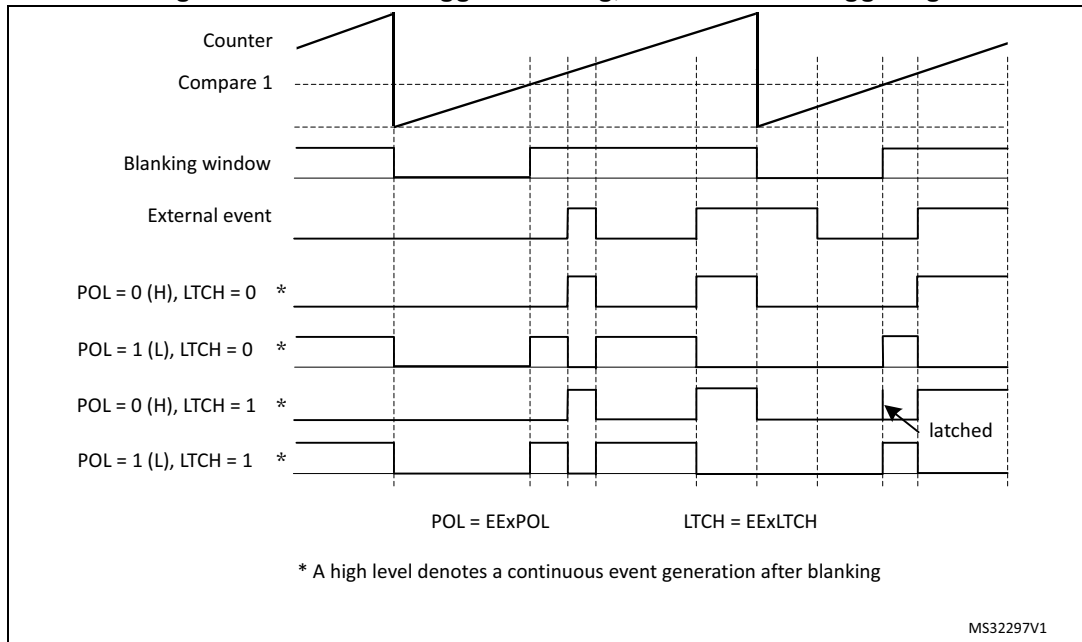 Counter
Compare 1
Blanking window
External event
POL = 0 (H), LTCH = 0 *
POL = 1 (L), LTCH = 0 *
POL = 0 (H), LTCH = 1 *
latched
POL = 1 (L), LTCH = 1 *
POL = EExPOL LTCH = EExLTCH
* A high level denotes a continuous event generation after blanking
MS32297V1